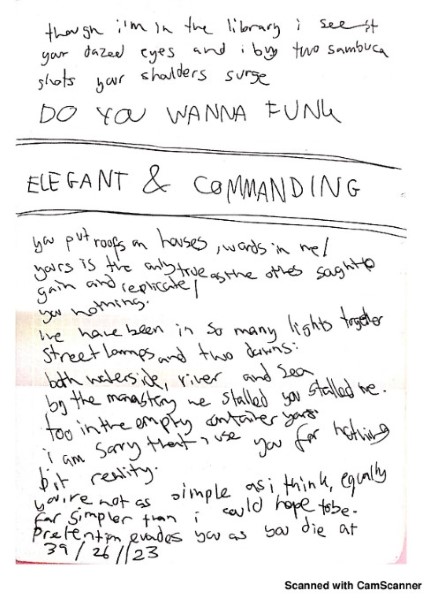 though i'm in the library i see
your dazed eyes and i buy two sambuca
shots your shoulders surge
DO YOU WANNA FUNK
ELEGANT & COMMANDING
you put roofs on houses, words in me/
yours is the only true as the others sought to
gain and replicate/
you nothing.
we have been in so many lights together
street lamps and two dawns:
both waterside, river and sea
by the monastery we stalled you stalled me.
too in the empty container yard.
i am sorry that i use you for nothing
bit reality.
you're not as simple as i think, equally
far simpler than i could hope to be.
pretention evades you as you die at
39/26//23
Scanned with CamScanner